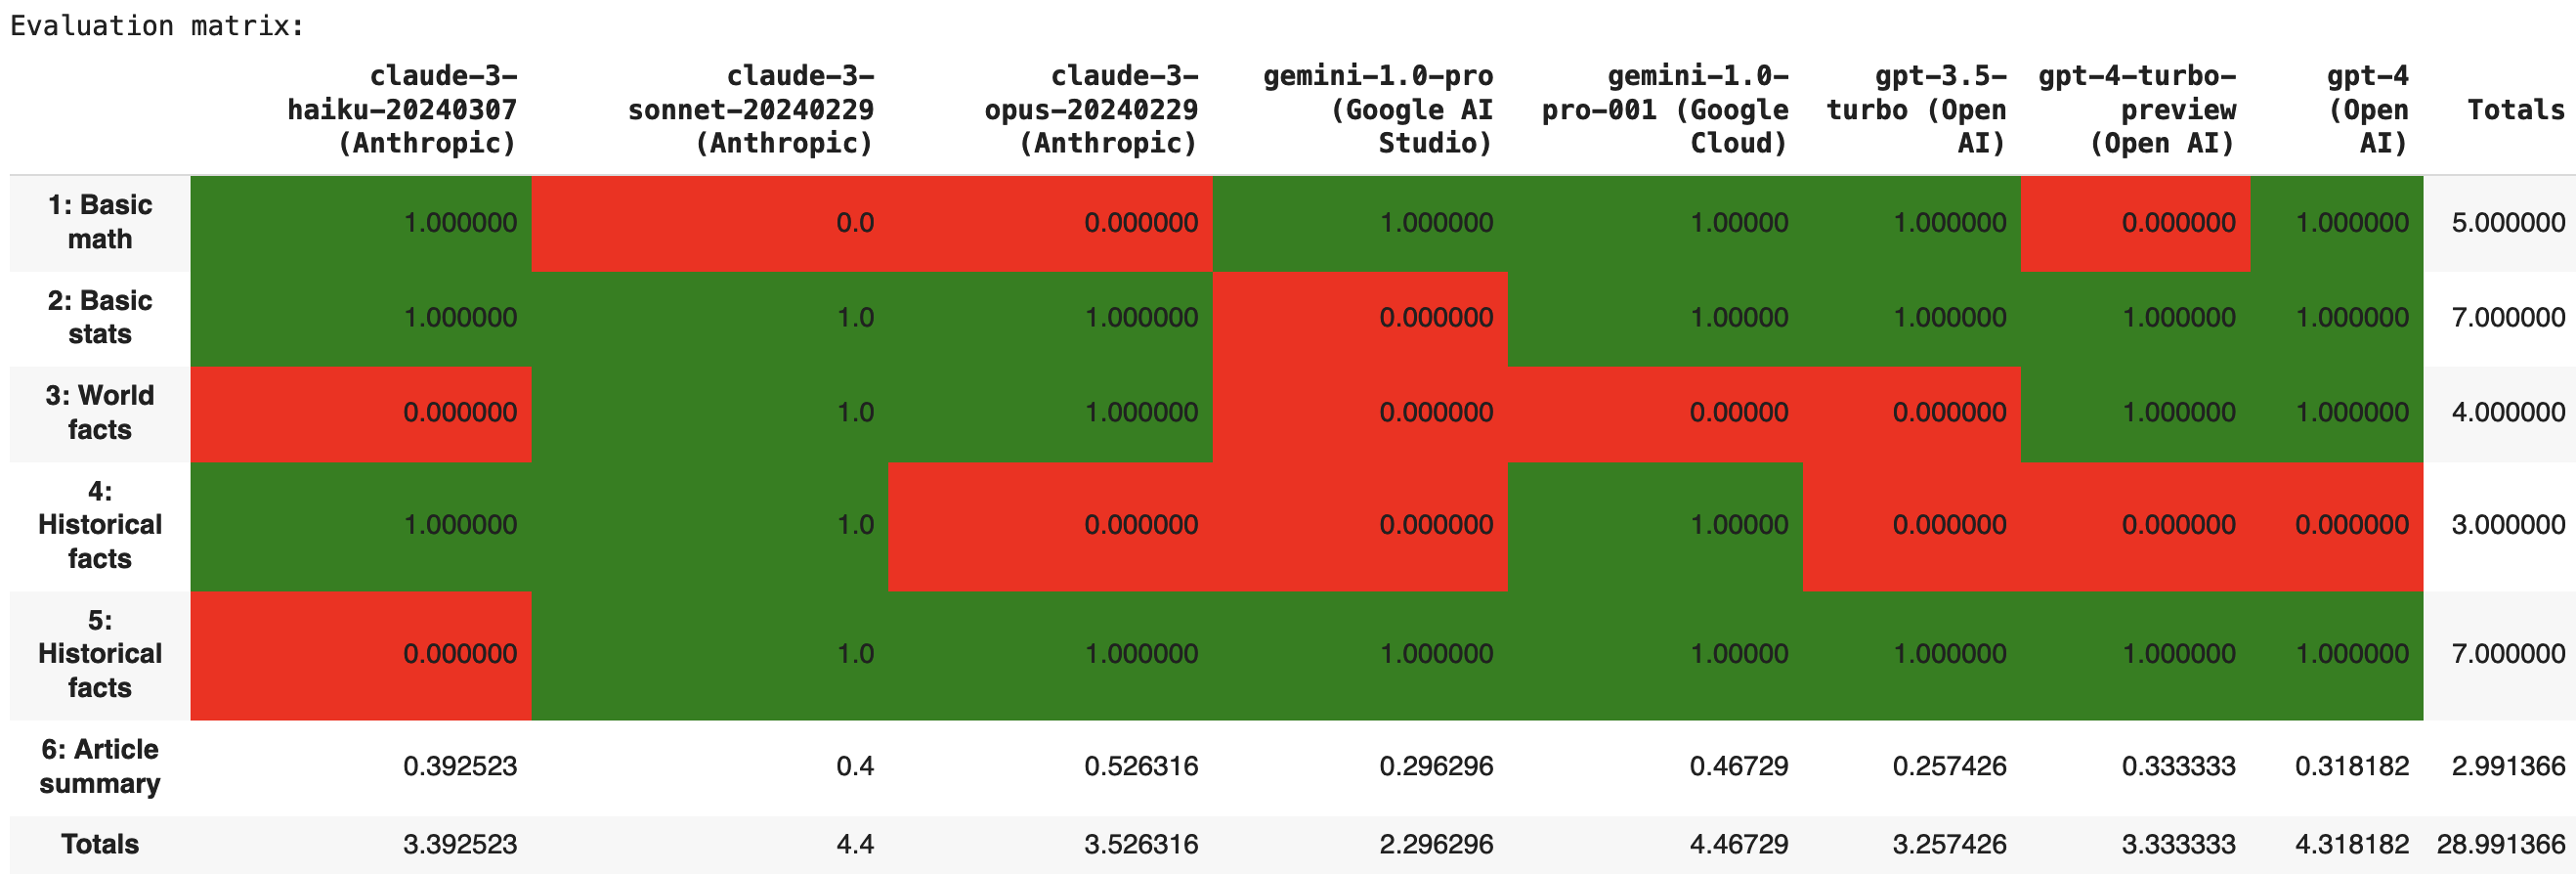 Evaluation matrix:
claude-3-
haiku-20240307
(Anthropic)
claude-3-
sonnet-20240229
(Anthropic)
claude-3-
opus-20240229
(Anthropic)
gemini-1.0-pro
(Google AI
Studio)
gemini-1.0-
pro-001 (Google
Cloud)
gpt-3.5-
turbo (Open
AI)
gpt-4-turbo-
preview
(Open AI)
gpt-4
(Open
AI)
Totals
1: Basic
math
1.000000 0.0 0.000000 1.000000 1.00000 1.000000 0.000000 1.000000 5.000000
2: Basic
stats
1.000000 1.0 1.000000 0.000000 1.00000 1.000000 1.000000 1.000000 7.000000
3: World
facts
0.000000 1.0 1.000000 0.000000 0.00000 0.000000 1.000000 1.000000 4.000000
4:
Historical
facts
1.000000 1.0 0.000000 0.000000 1.00000 0.000000 0.000000 0.000000 3.000000
5:
Historical
facts
0.000000 1.0 1.000000 1.000000 1.00000 1.000000 1.000000 1.000000 7.000000
6: Article
summary
0.392523 0.4 0.526316 0.296296 0.46729 0.257426 0.333333 0.318182 2.991366
Totals 3.392523 4.4 3.526316 2.296296 4.46729 3.257426 3.333333 4.318182 28.991366